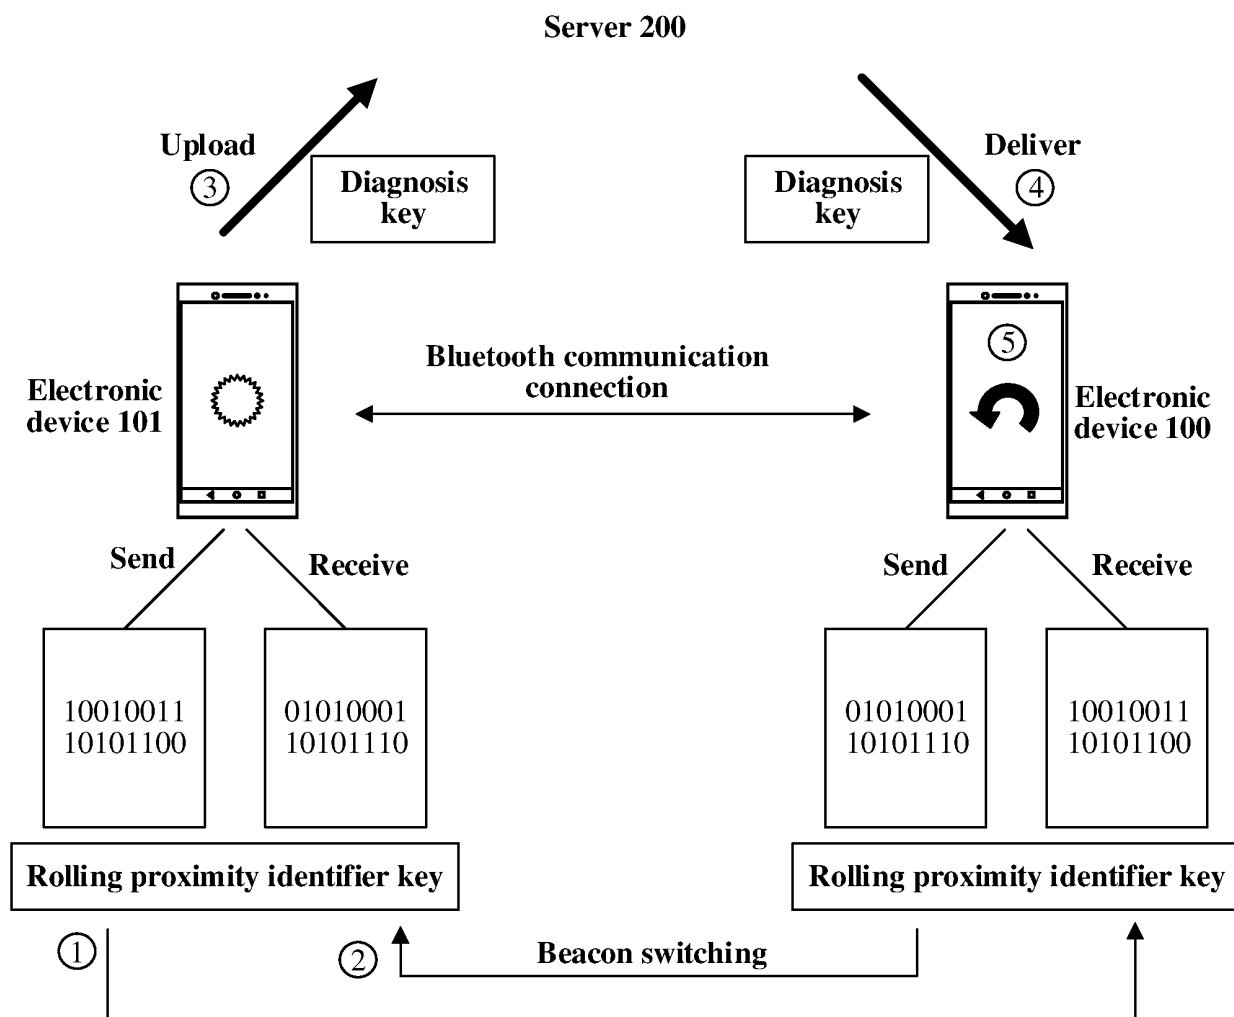 Server 200
Upload
③
Diagnosis
key
Diagnosis
key
Deliver
④
Electronic
device 101
Bluetooth communication
connection
⑤
Electronic
device 100
Send
Receive
Send
Receive
10010011
10101100
01010001
10101110
01010001
10101110
10010011
10101100
Rolling proximity identifier key
Rolling proximity identifier key
①
②
Beacon switching